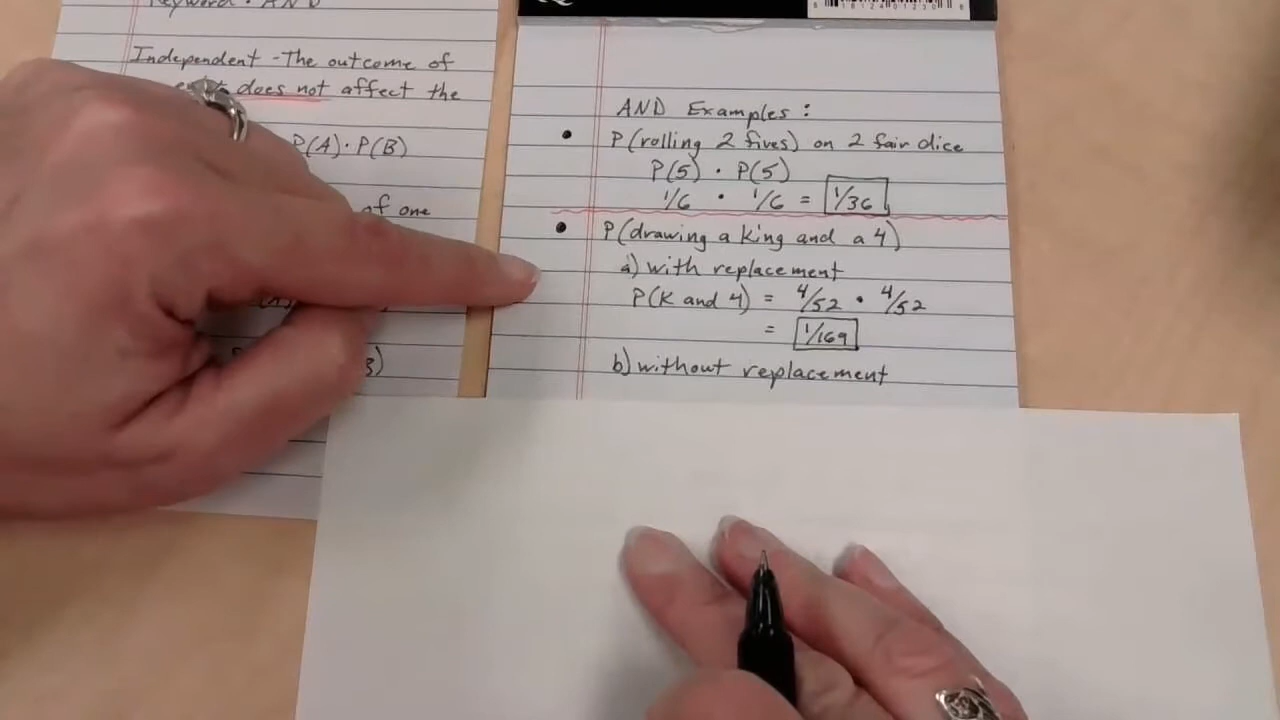 Keyword: AND
Independent - The outcome of
does not affect the
P(A)·P(B)
of one
AND Examples:
• P(rolling 2 fives) on 2 fair dice
P(5) · P(5)
1/6 · 1/6 = 1/36
• P(drawing a King and a 4)
a) with replacement
P(K and 4) = 4/52 · 4/52
= 1/169
b) without replacement